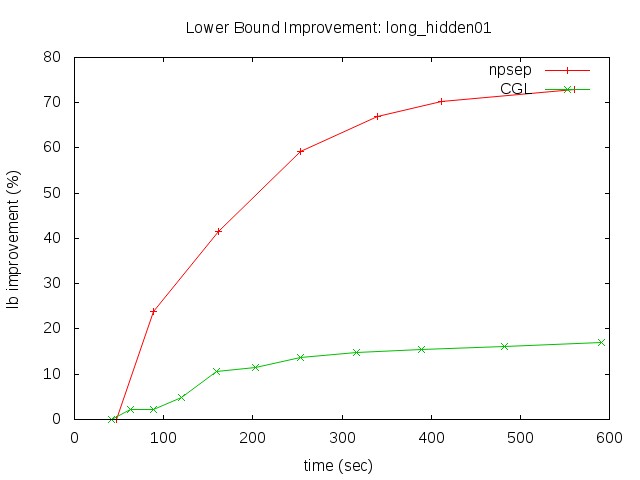 Lower Bound Improvement: long_hidden01
80
npsep
70
CGL
60
50
lb improvement (%)
40
30
20
10
0
0 100 200 300 400 500 600
time (sec)